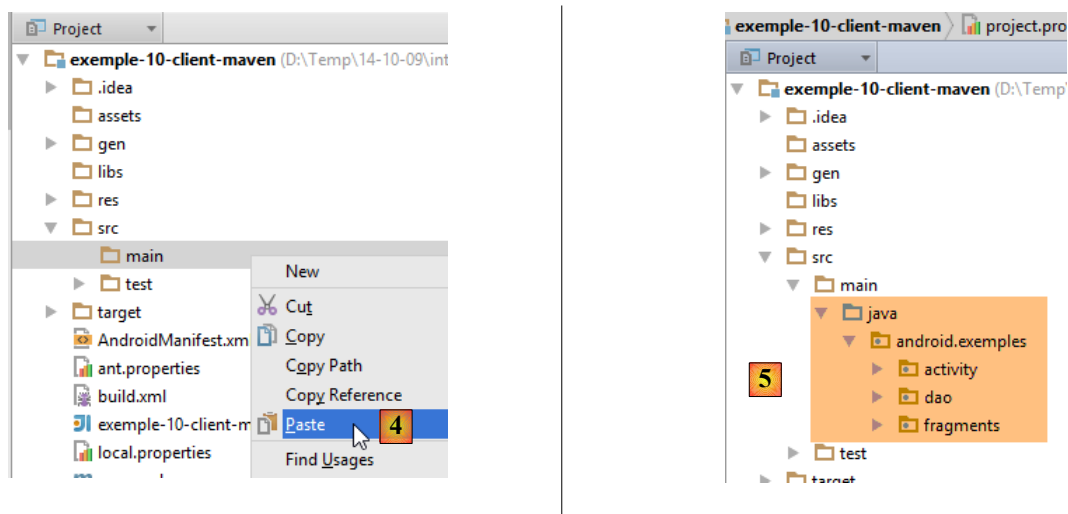 Project
exemple-10-client-maven (D:\Temp\14-10-09\int
.idea
assets
gen
libs
res
src
main
test
target
AndroidManifest.xm
ant.properties
build.xml
exemple-10-client-m
local.properties
New
Cut
Copy
Copy Path
Copy Reference
Paste
4
Find Usages
exemple-10-client-maven project.pro
Project
exemple-10-client-maven (D:\Temp\
.idea
assets
gen
libs
res
src
main
java
android.exemples
activity
5
dao
fragments
test
target